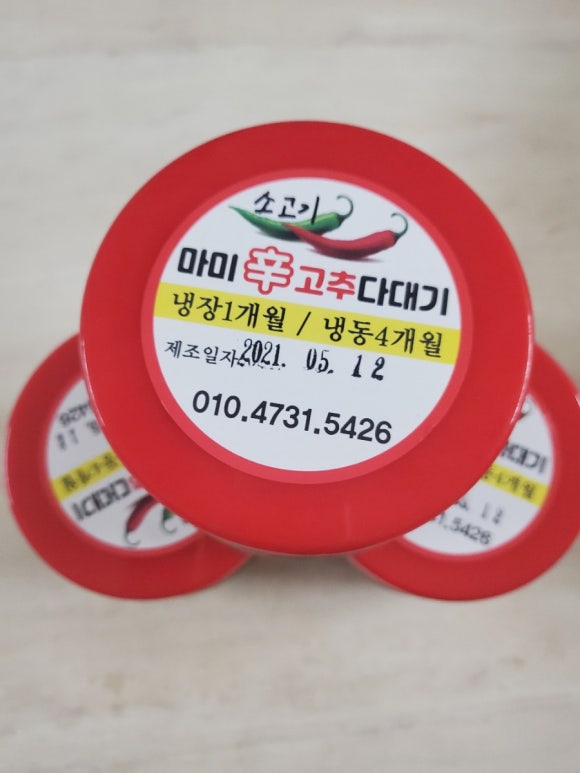 소고기
마미 辛고추다대기
냉장1개월 / 냉동4개월
제조일자:2021. 05. 12
010.4731.5426